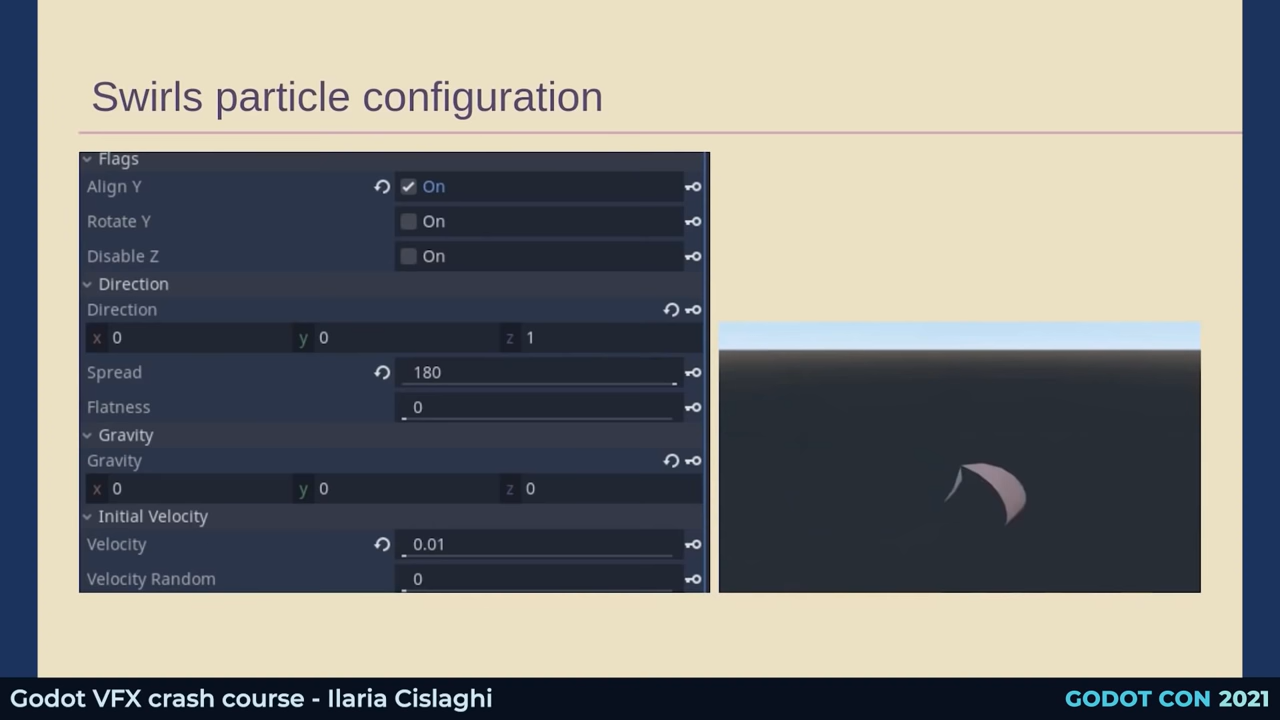 Swirls particle configuration
Flags
Align Y On
Rotate Y On
Disable Z On
Direction
Direction
x 0 y 0 z 1
Spread 180
Flatness 0
Gravity
Gravity
x 0 y 0 z 0
Initial Velocity
Velocity 0.01
Velocity Random 0
Godot VFX crash course - Ilaria Cislaghi
GODOT CON 2021